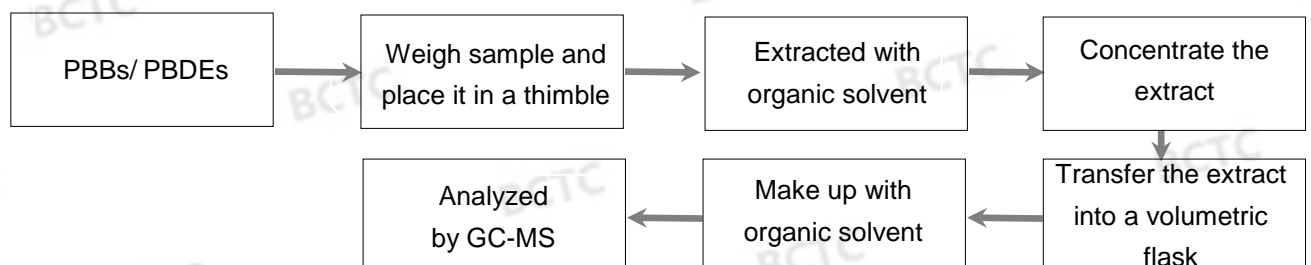 BCTC
PBBs/ PBDEs
Weigh sample and
place it in a thimble
BCTC
Extracted with
organic solvent
BCTC
Concentrate the
extract
Analyzed
by GC-MS
BCTC
Make up with
organic solvent
BCTC
Transfer the extract
into a volumetric
flask
BCTC